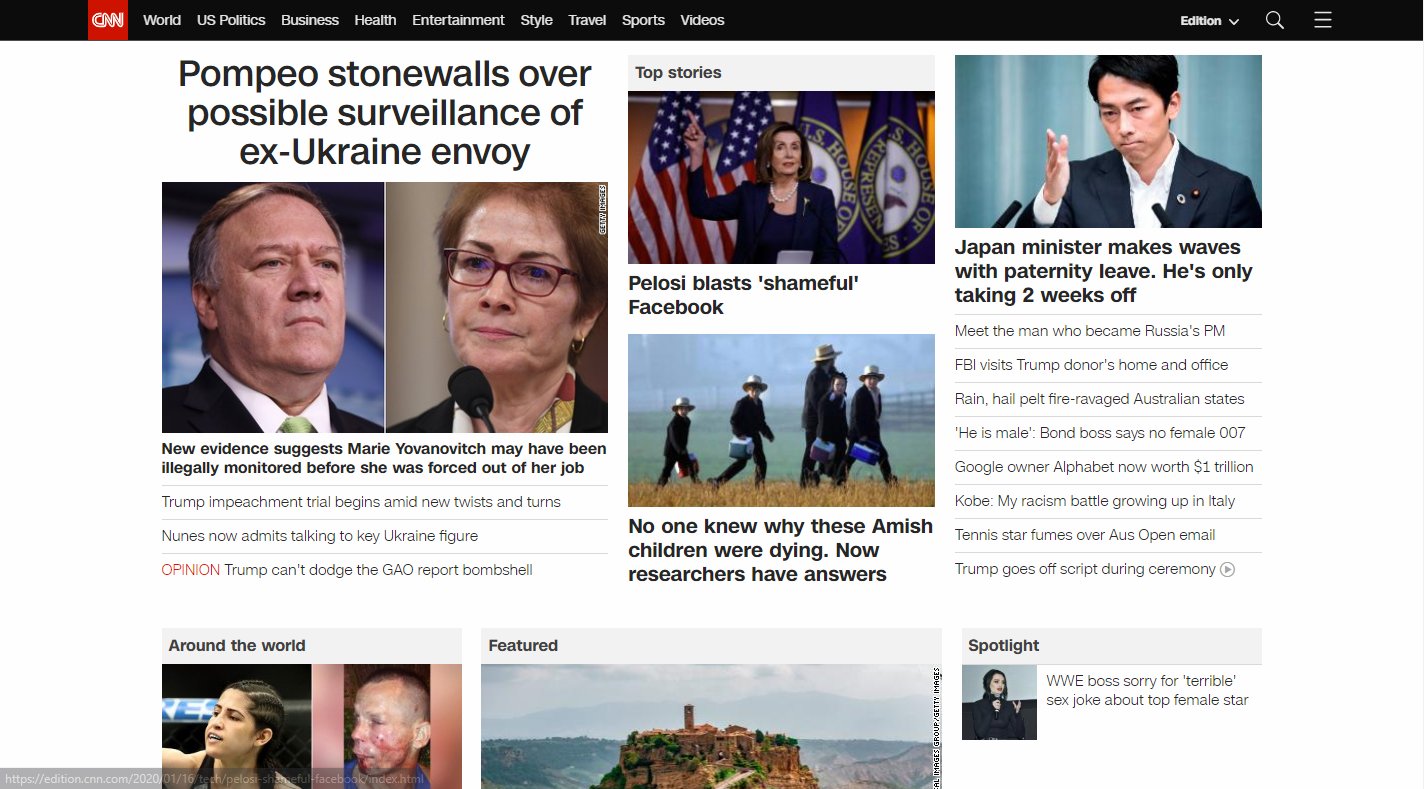 CNN World US Politics Business Health Entertainment Style Travel Sports Videos Edition
Pompeo stonewalls over
possible surveillance of
ex-Ukraine envoy
GETTY IMAGES
New evidence suggests Marie Yovanovitch may have been
illegally monitored before she was forced out of her job
Trump impeachment trial begins amid new twists and turns
Nunes now admits talking to key Ukraine figure
OPINION Trump can't dodge the GAO report bombshell
Top stories
Pelosi blasts 'shameful'
Facebook
No one knew why these Amish
children were dying. Now
researchers have answers
Japan minister makes waves
with paternity leave. He's only
taking 2 weeks off
Meet the man who became Russia's PM
FBI visits Trump donor's home and office
Rain, hail pelt fire-ravaged Australian states
'He is male': Bond boss says no female 007
Google owner Alphabet now worth $1 trillion
Kobe: My racism battle growing up in Italy
Tennis star fumes over Aus Open email
Trump goes off script during ceremony
Around the world
Featured
IMAGES GROUP/GETTY IMAGES
Spotlight
WWE boss sorry for 'terrible'
sex joke about top female star
https://edition.cnn.com/2020/01/16/tech/pelosi-shameful-facebook/index.html